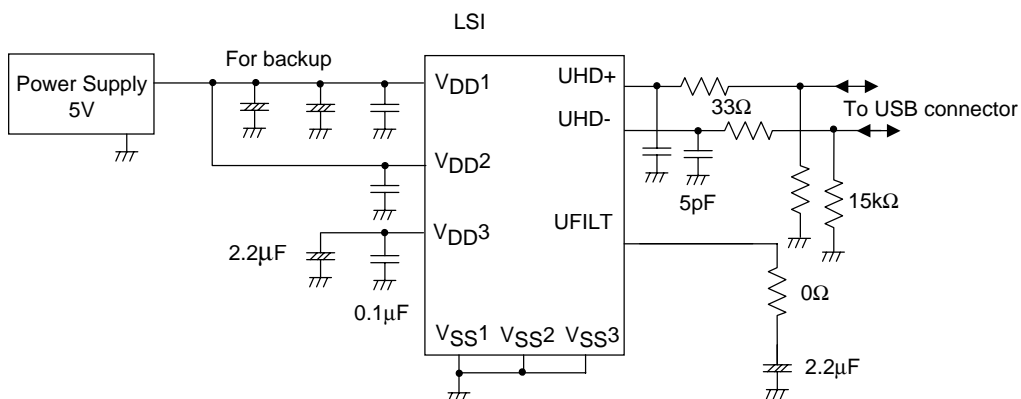 LSI
Power Supply
5V
For backup
VDD1
VDD2
VDD3
2.2μF
0.1μF
VSS1
VSS2
VSS3
UHD+
UHD-
UFILT
33Ω
To USB connector
5pF
15kΩ
0Ω
2.2μF